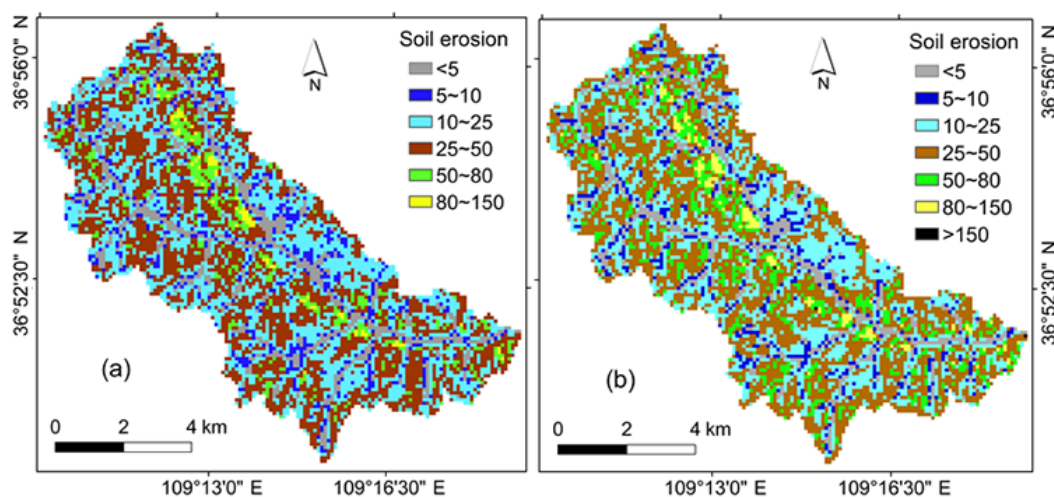 36°56'0" N
36°52'30" N
N
Soil erosion
<5
5~10
10~25
25~50
50~80
80~150
(a)
0 2 4 km
109°13'0" E 109°16'30" E
N
Soil erosion
<5
5~10
10~25
25~50
50~80
80~150
>150
(b)
0 2 4 km
109°13'0" E 109°16'30" E
36°56'0" N
36°52'30" N